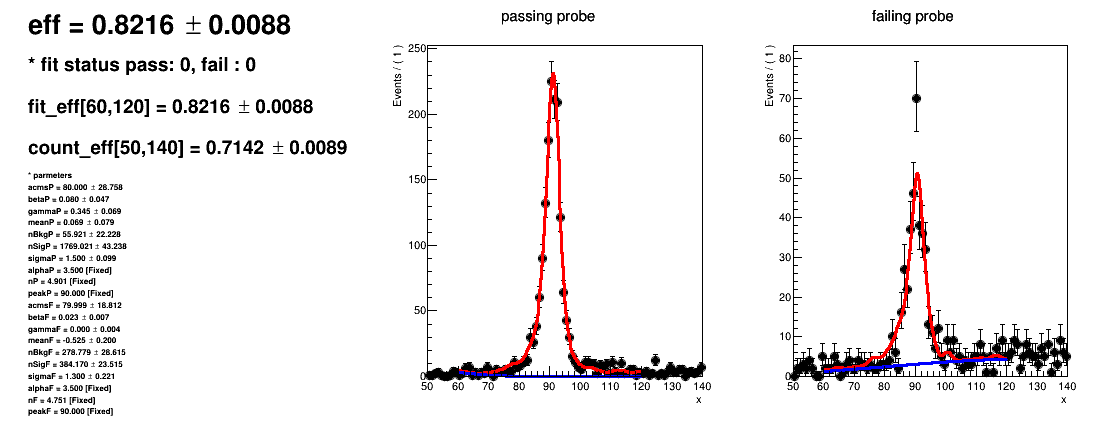 eff = 0.8216 ± 0.0088
* fit status pass: 0, fail : 0
fit_eff[60,120] = 0.8216 ± 0.0088
count_eff[50,140] = 0.7142 ± 0.0089
* parmeters
acmsP = 80.000 ± 28.758
betaP = 0.080 ± 0.047
gammaP = 0.345 ± 0.069
meanP = 0.069 ± 0.079
nBkgP = 55.921 ± 22.228
nSigP = 1769.021 ± 43.238
sigmaP = 1.500 ± 0.099
alphaP = 3.500 [Fixed]
nP = 4.901 [Fixed]
peakP = 90.000 [Fixed]
acmsF = 79.999 ± 18.812
betaF = 0.023 ± 0.007
gammaF = 0.000 ± 0.004
meanF = -0.525 ± 0.200
nBkgF = 278.779 ± 28.615
nSigF = 384.170 ± 23.515
sigmaF = 1.300 ± 0.221
alphaF = 3.500 [Fixed]
nF = 4.751 [Fixed]
peakF = 90.000 [Fixed]
passing probe
Events / ( 1 )
250
200
150
100
50
0
50 60 70 80 90 100 110 120 130 140
x
failing probe
Events / ( 1 )
80
70
60
50
40
30
20
10
0
50 60 70 80 90 100 110 120 130 140
x